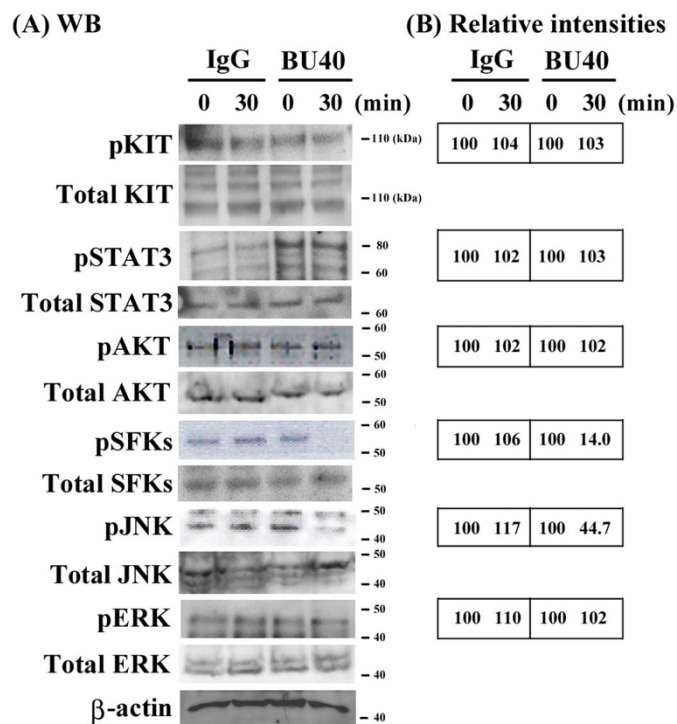 (A) WB (B) Relative intensities
IgG BU40 IgG BU40
0 30 0 30 (min) 0 30 0 30 (min)
pKIT –110 (kDa) 100 104 100 103
Total KIT –110 (kDa)
pSTAT3 – 80 – 60 100 102 100 103
Total STAT3 – 60
pAKT – 60 – 50 100 102 100 102
Total AKT – 60 – 50
pSFKs – 60 – 50 100 106 100 14.0
Total SFKs – 50
pJNK – 50 – 40 100 117 100 44.7
Total JNK – 50 – 40
pERK – 50 – 40 100 110 100 102
Total ERK – 40
β-actin – 40